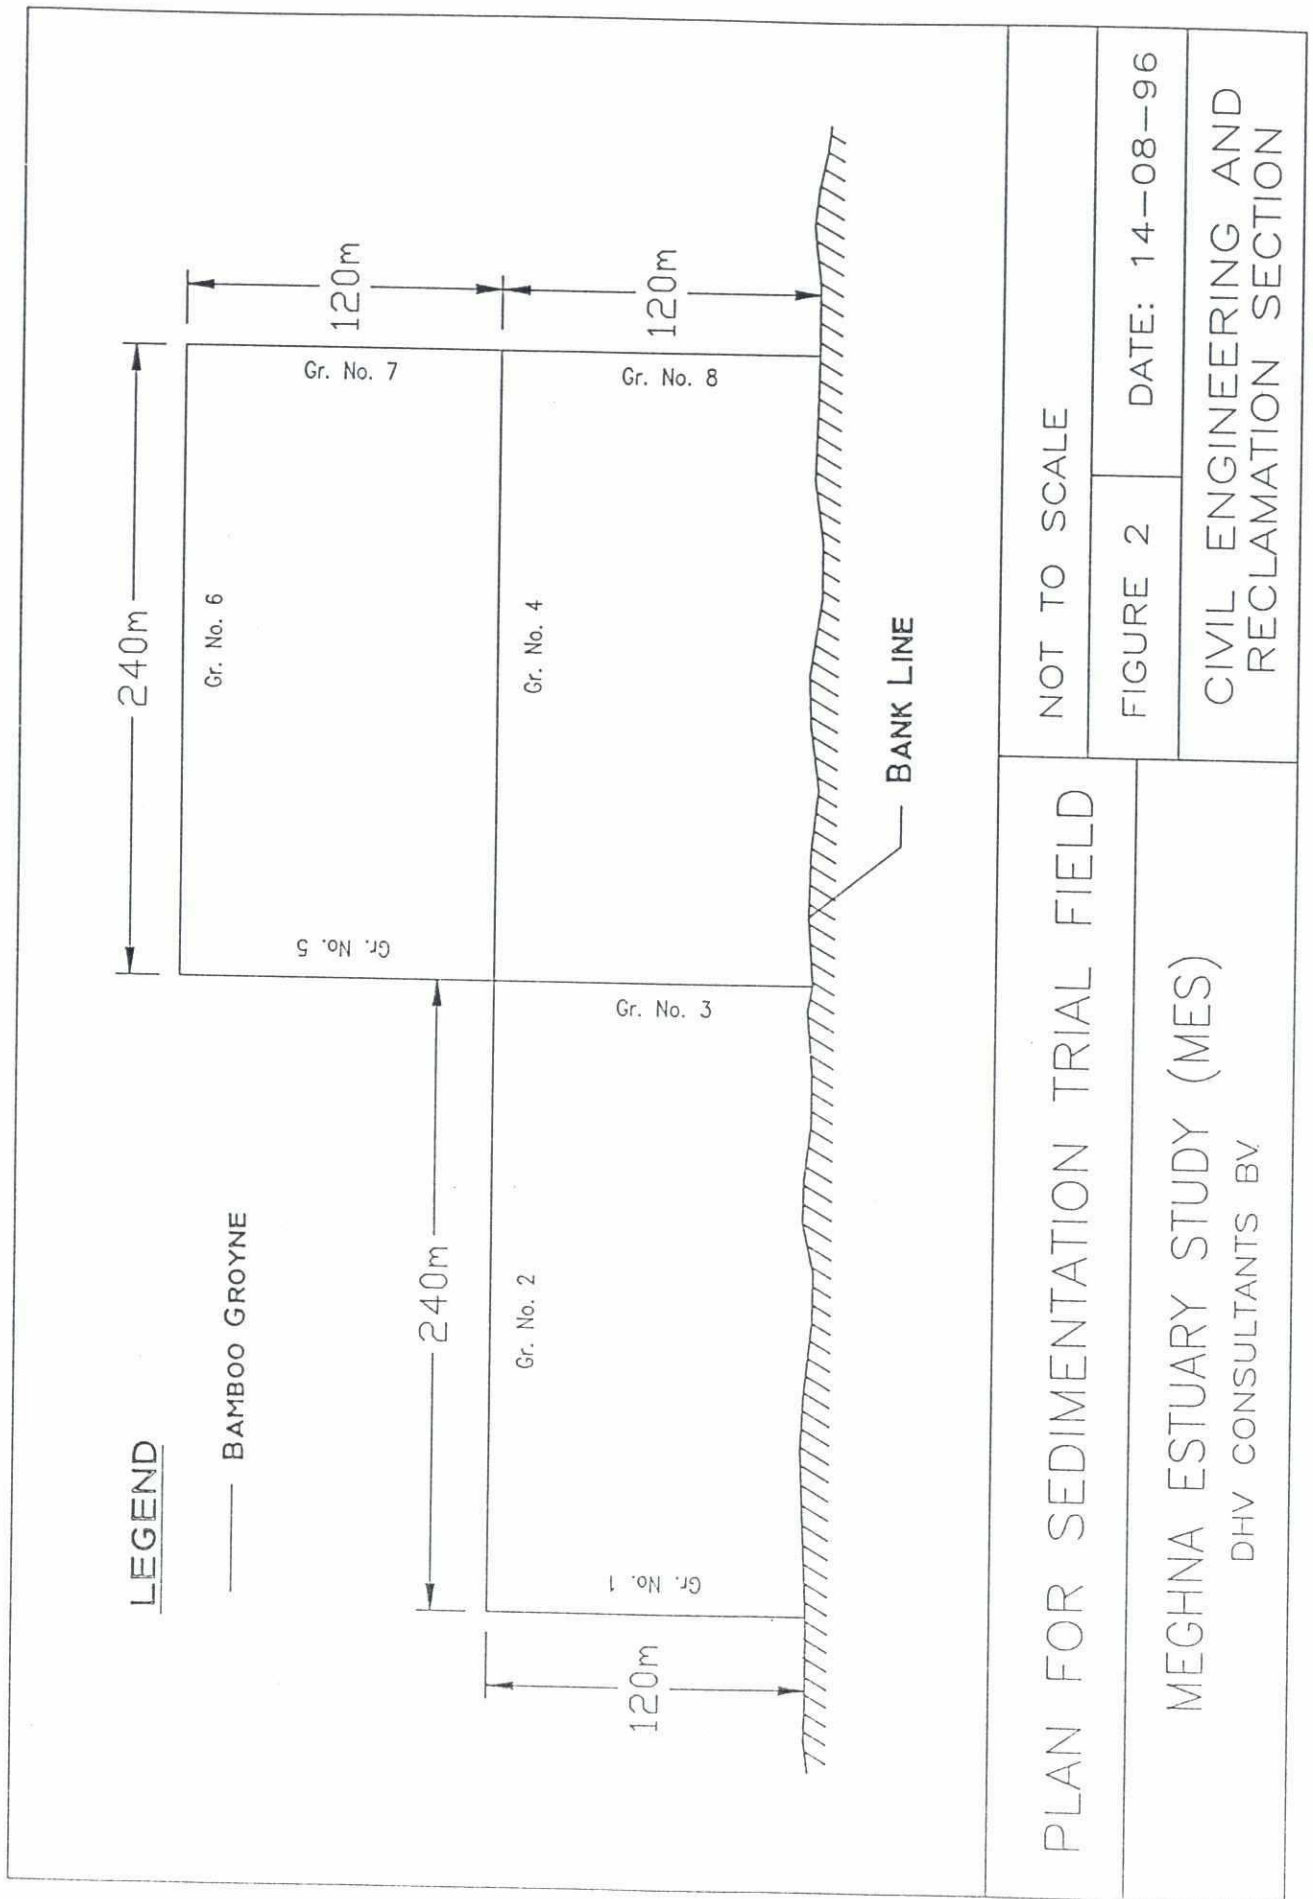 LEGEND
BAMBOO GROYNE
240m
240m
120m
120m
120m
Gr. No. 6
Gr. No. 5
Gr. No. 7
Gr. No. 2
Gr. No. 4
Gr. No. 1
Gr. No. 3
Gr. No. 8
BANK LINE
PLAN FOR SEDIMENTATION TRIAL FIELD
MEGHNA ESTUARY STUDY (MES)
DHV CONSULTANTS BV.
NOT TO SCALE
FIGURE 2
DATE: 14-08-96
CIVIL ENGINEERING AND
RECLAMATION SECTION